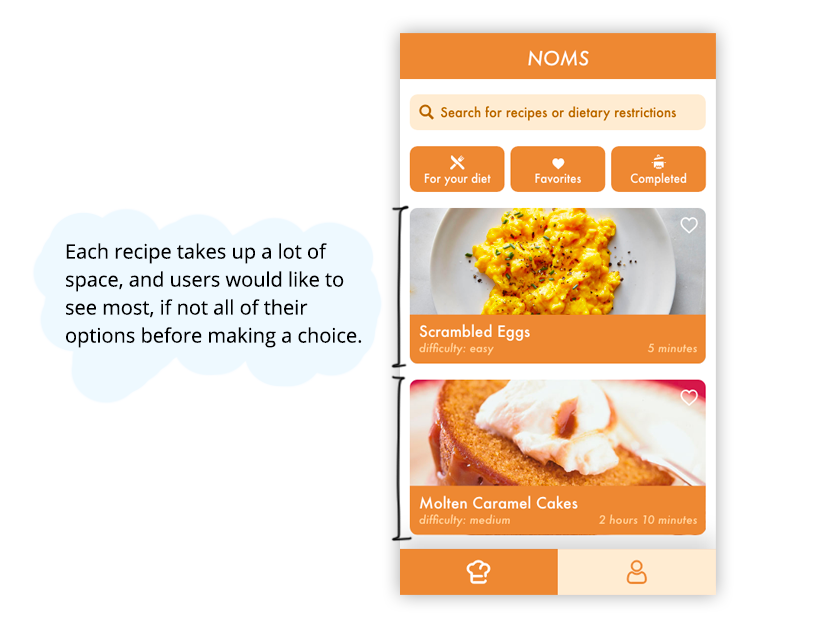 NOMS
Search for recipes or dietary restrictions
For your diet
Favorites
Completed
Each recipe takes up a lot of
space, and users would like to
see most, if not all of their
options before making a choice.
Scrambled Eggs
difficulty: easy
5 minutes
Molten Caramel Cakes
difficulty: medium
2 hours 10 minutes